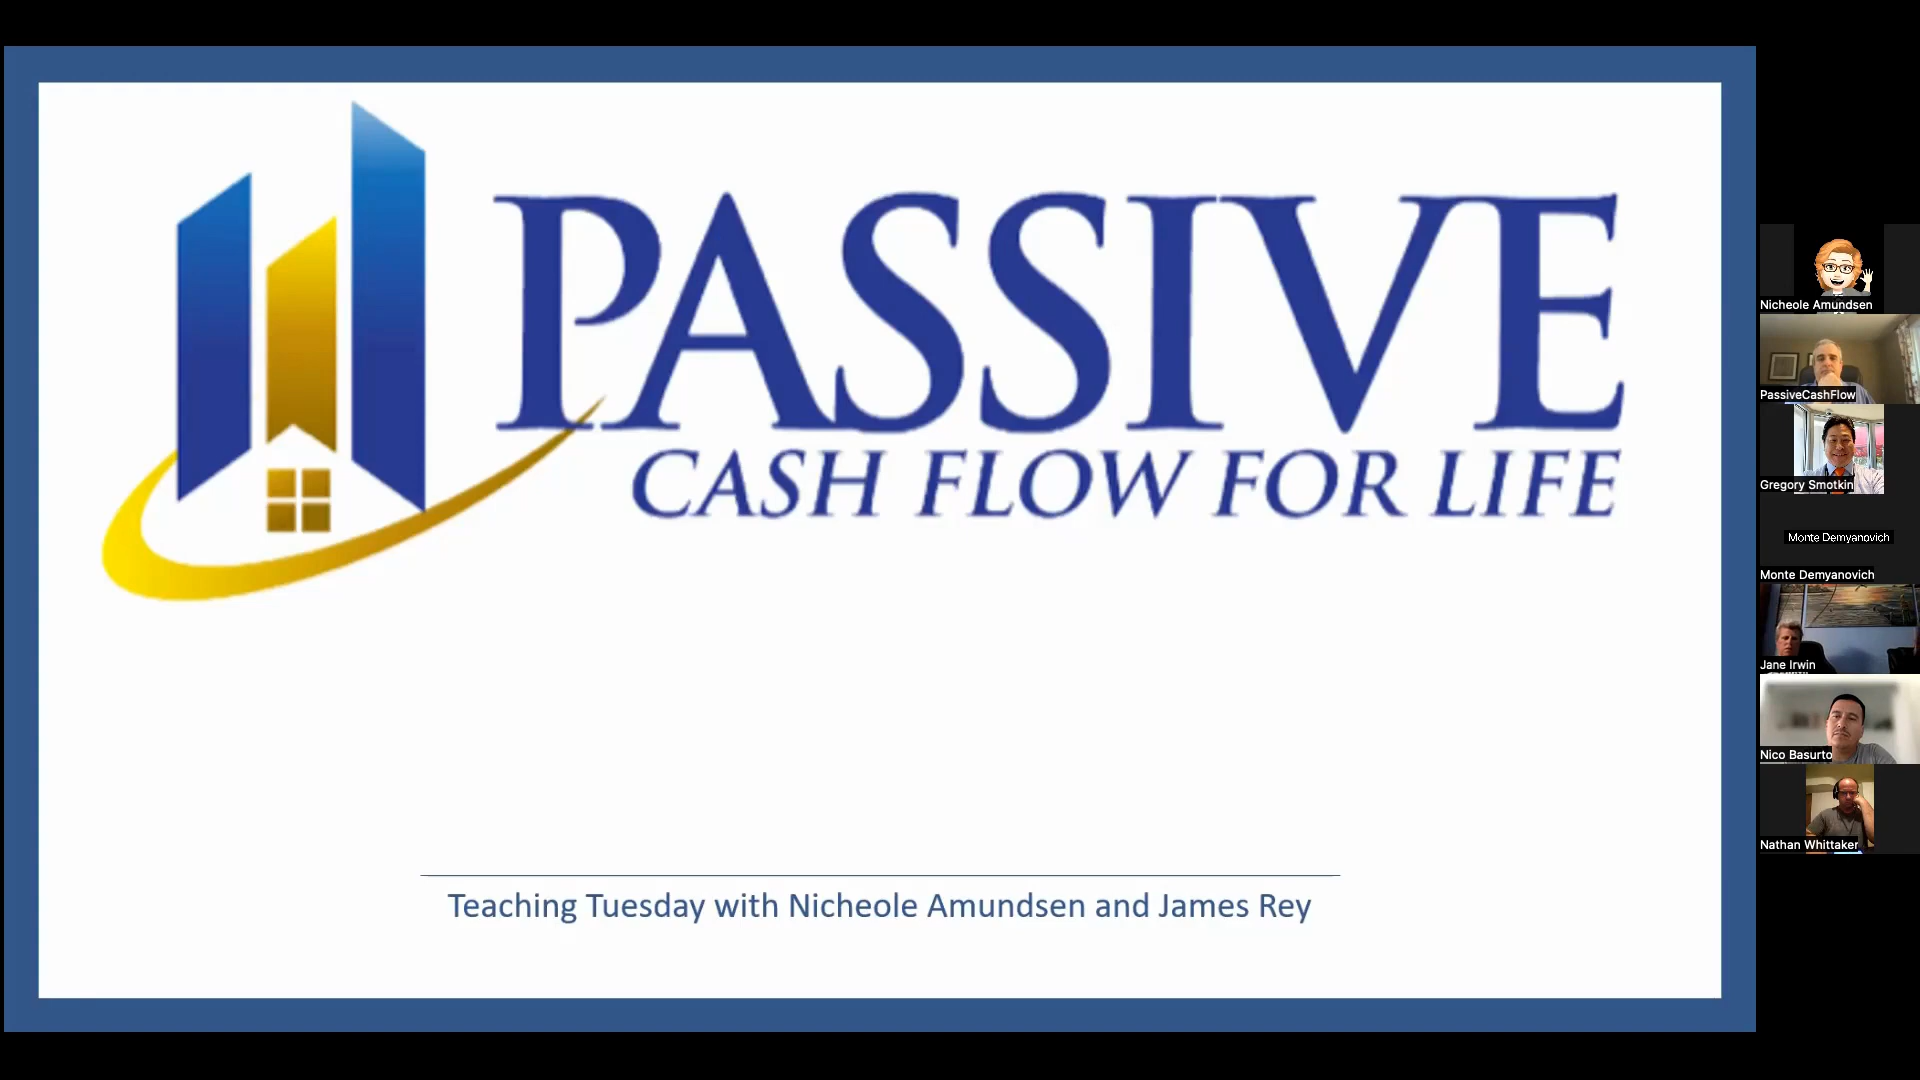 PASSIVE
CASH FLOW FOR LIFE
Teaching Tuesday with Nicheole Amundsen and James Rey
Nicheole Amundsen
PassiveCashFlow
Gregory Smotkin
Monte Demyanovich
Monte Demyanovich
Jane Irwin
Nico Basurto
Nathan Whittaker